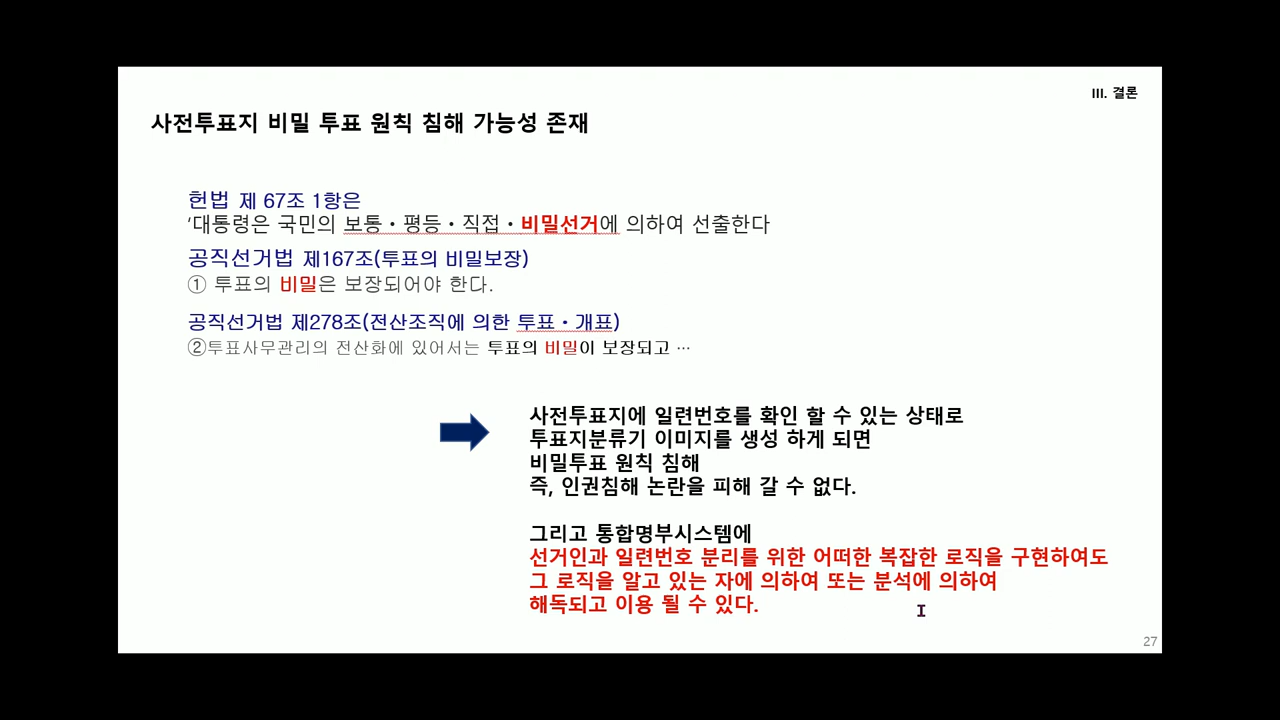 III. 결론
사전투표지 비밀 투표 원칙 침해 가능성 존재
헌법 제 67조 1항은
‘대통령은 국민의 보통・평등・직접・비밀선거에 의하여 선출한다
공직선거법 제167조(투표의 비밀보장)
① 투표의 비밀은 보장되어야 한다.
공직선거법 제278조(전산조직에 의한 투표・개표)
②투표사무관리의 전산화에 있어서는 투표의 비밀이 보장되고 …
사전투표지에 일련번호를 확인 할 수 있는 상태로
투표지분류기 이미지를 생성 하게 되면
비밀투표 원칙 침해
즉, 인권침해 논란을 피해 갈 수 없다.
그리고 통합명부시스템에
선거인과 일련번호 분리를 위한 어떠한 복잡한 로직을 구현하여도
그 로직을 알고 있는 자에 의하여 또는 분석에 의하여
해독되고 이용 될 수 있다.
27